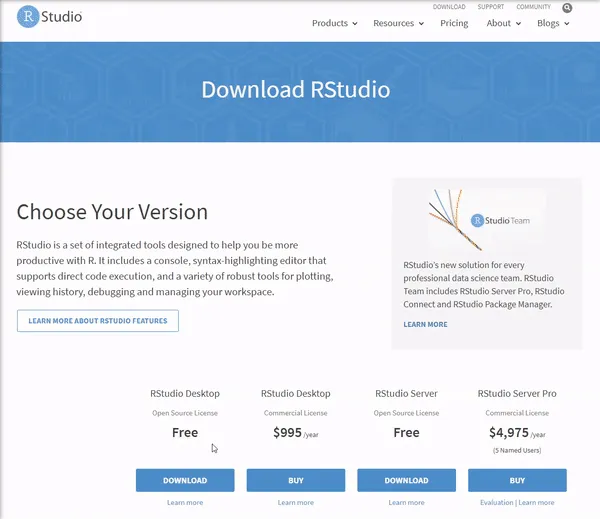 DOWNLOAD SUPPORT COMMUNITY
R Studio
Products Resources Pricing About Blogs
Download RStudio
R Studio Team
Choose Your Version
RStudio is a set of integrated tools designed to help you be more
productive with R. It includes a console, syntax-highlighting editor that
supports direct code execution, and a variety of robust tools for plotting,
viewing history, debugging and managing your workspace.
LEARN MORE ABOUT RSTUDIO FEATURES
RStudio's new solution for every
professional data science team. RStudio
Team includes RStudio Server Pro, RStudio
Connect and RStudio Package Manager.
LEARN MORE
RStudio Desktop RStudio Desktop RStudio Server RStudio Server Pro
Open Source License Commercial License Open Source License Commercial License
Free $995 /year Free $4,975 /year
(5 Named Users)
DOWNLOAD BUY DOWNLOAD BUY
Learn more Learn more Learn more Evaluation | Learn more